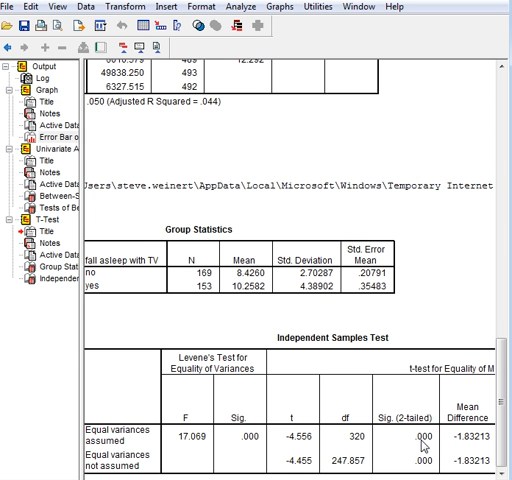 File Edit View Data Transform Insert Format Analyze Graphs Utilities Window Help
Output
Log
Graph
Title
Notes
Active Data
Error Bar o
Univariate A
Title
Notes
Active Data
Between-S
Tests of Be
T-Test
Title
Notes
Active Data
Group Stat
Independer
49838.250 493
6327.515 492
.050 (Adjusted R Squared = .044)
Jsers\steve.weinert\AppData\Local\Microsoft\Windows\Temporary Internet
Group Statistics
fall asleep with TV N Mean Std. Deviation Std. Error Mean
no 169 8.4260 2.70287 .20791
yes 153 10.2582 4.38902 .35483
Independent Samples Test
Levene's Test for Equality of Variances
t-test for Equality of M
F Sig. t df Sig. (2-tailed) Mean Difference
Equal variances assumed 17.069 .000 -4.556 320 .000 -1.83213
Equal variances not assumed -4.455 247.857 .000 -1.83213